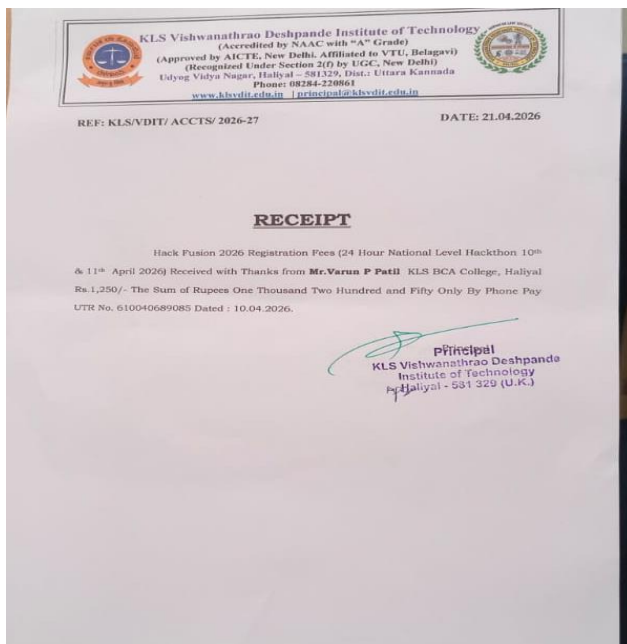 KLS Vishwanathrao Deshpande Institute of Technology
(Accredited by NAAC with “A” Grade)
(Approved by AICTE, New Delhi. Affiliated to VTU, Belagavi)
(Recognized Under Section 2(f) by UGC, New Delhi)
Udyog Vidya Nagar, Haliyal – 581329, Dist.: Uttara Kannada
Phone: 08284-220861
www.klsvdit.edu.in | principal@klsvdit.edu.in
REF: KLS/VDIT/ ACCTS/ 2026-27
DATE: 21.04.2026
RECEIPT
Hack Fusion 2026 Registration Fees (24 Hour National Level Hackthon 10th
& 11th April 2026) Received with Thanks from Mr.Varun P Patil KLS BCA College, Haliyal
Rs.1,250/- The Sum of Rupees One Thousand Two Hundred and Fifty Only By Phone Pay
UTR No. 610040689085 Dated : 10.04.2026.
Principal
KLS Vishwanathrao Deshpande
Institute of Technology
Haliyal - 581 329 (U.K.)